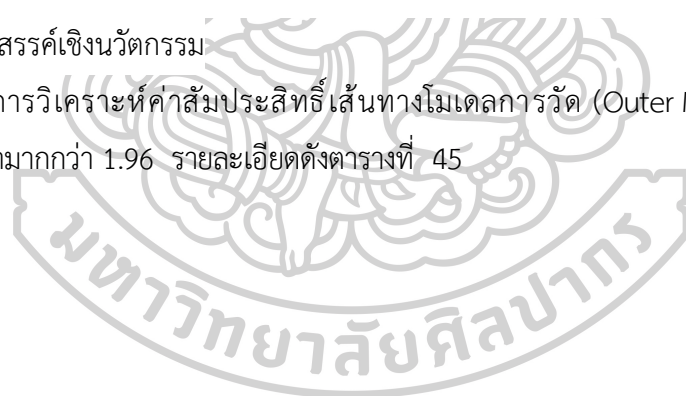 สรรค์เชิงนวัตกรรม
การวิเคราะห์ค่าสัมประสิทธิ์เส้นทางโมเดลการวัด (Outer
มากกว่า 1.96 รายละเอียดดังตารางที่ 45
มหาวิทยาลัยศิลปากร